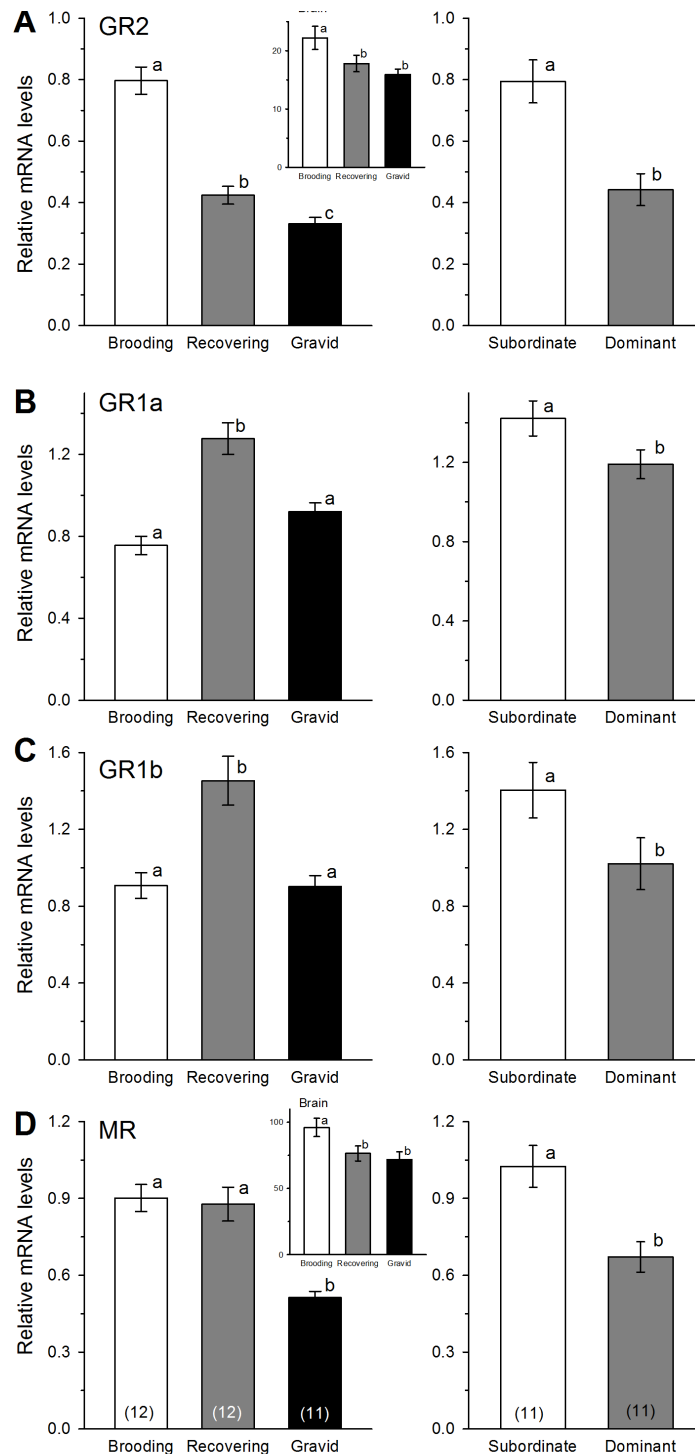 A
GR2
Relative mRNA levels
1.0
0.8
0.6
0.4
0.2
0.0
a
b
c
Brooding Recovering Gravid
Brain
20
10
0
a
b
b
Brooding Recovering Gravid
1.0
0.8
0.6
0.4
0.2
0.0
a
b
Subordinate Dominant
B
GR1a
Relative mRNA levels
1.2
0.8
0.4
0.0
a
b
a
Brooding Recovering Gravid
1.2
0.8
0.4
0.0
a
b
Subordinate Dominant
C
GR1b
Relative mRNA levels
1.6
1.2
0.8
0.4
0.0
a
b
a
Brooding Recovering Gravid
1.6
1.2
0.8
0.4
0.0
a
b
Subordinate Dominant
D
MR
Relative mRNA levels
1.2
0.9
0.6
0.3
0.0
a
a
b
(12) (12) (11)
Brooding Recovering Gravid
Brain
100
50
0
a
b
b
Brooding Recovering Gravid
1.2
0.9
0.6
0.3
0.0
a
b
(11) (11)
Subordinate Dominant